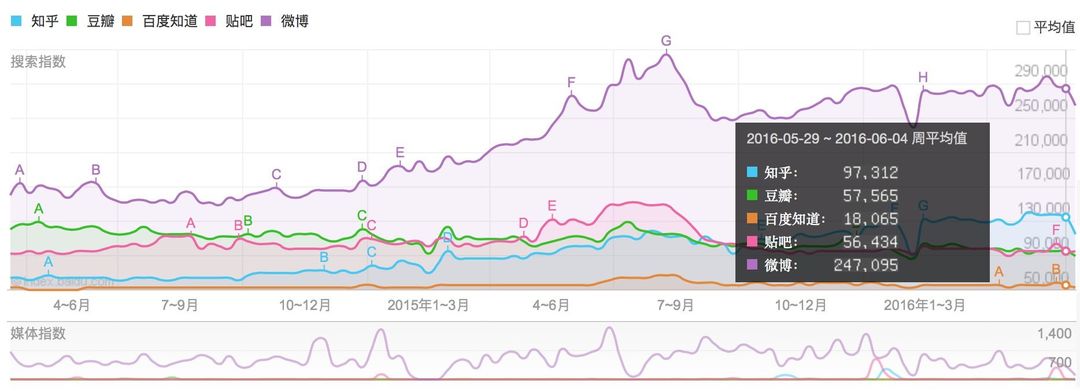 知乎 豆瓣 百度知道 贴吧 微博
平均值
搜索指数
G
F
H
290,000
250,000
E
D
C
B
A
210,000
170,000
130,000
90,000
50,000
2016-05-29 ~ 2016-06-04 周平均值
知乎: 97,312
豆瓣: 57,565
百度知道: 18,065
贴吧: 56,434
微博: 247,095
A
B
C
A
B
C
D
E
F
A
B
C
D
E
G
A
B
index.baidu.com
4~6月 7~9月 10~12月 2015年1~3月 4~6月 7~9月 10~12月 2016年1~3月
媒体指数
1,400
700